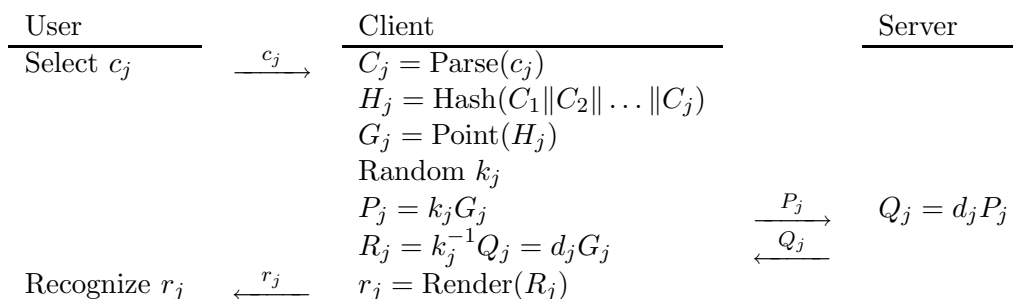 User Client Server
Select c_j c_j C_j = Parse(c_j)
H_j = Hash(C_1∥C_2∥ … ∥C_j)
G_j = Point(H_j)
Random k_j
P_j = k_jG_j P_j Q_j = d_jP_j
R_j = k_j^{-1}Q_j = d_jG_j Q_j
Recognize r_j r_j r_j = Render(R_j)